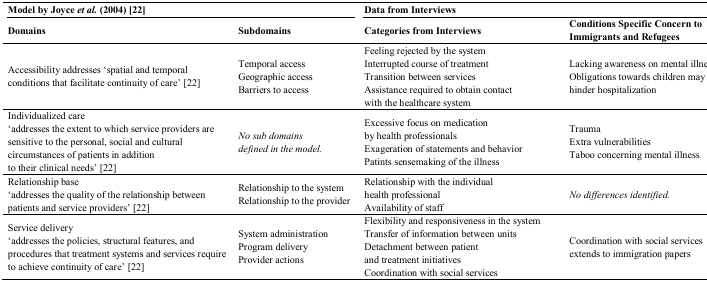 Model by Joyce et al. (2004) [22]
Data from Interviews
Domains
Subdomains
Categories from Interviews
Conditions Specific Concern to
Immigrants and Refugees
Accessibility addresses ‘spatial and temporal
conditions that facilitate continuity of care’ [22]
Temporal access
Geographic access
Barriers to access
Feeling rejected by the system
Interrupted course of treatment
Transition between services
Assistance required to obtain contact
with the healthcare system
Lacking awareness on mental illne
Obligations towards children may
hinder hospitalization
Individualized care
‘addresses the extent to which service providers are
sensitive to the personal, social and cultural
circumstances of patients in addition
to their clinical needs’ [22]
No sub domains
defined in the model.
Excessive focus on medication
by health professionals
Exageration of statements and behavior
Patints sensemaking of the illness
Trauma
Extra vulnerabilities
Taboo concerning mental illness
Relationship base
‘addresses the quality of the relationship between
patients and service providers’ [22]
Relationship to the system
Relationship to the provider
Relationship with the individual
health professional
Availability of staff
No differences identified.
Service delivery
‘addresses the policies, structural features, and
procedures that treatment systems and services require
to achieve continuity of care’ [22]
System administration
Program delivery
Provider actions
Flexibility and responsiveness in the system
Transfer of information between units
Detachment between patient
and treatment initiatives
Coordination with social services
Coordination with social services
extends to immigration papers